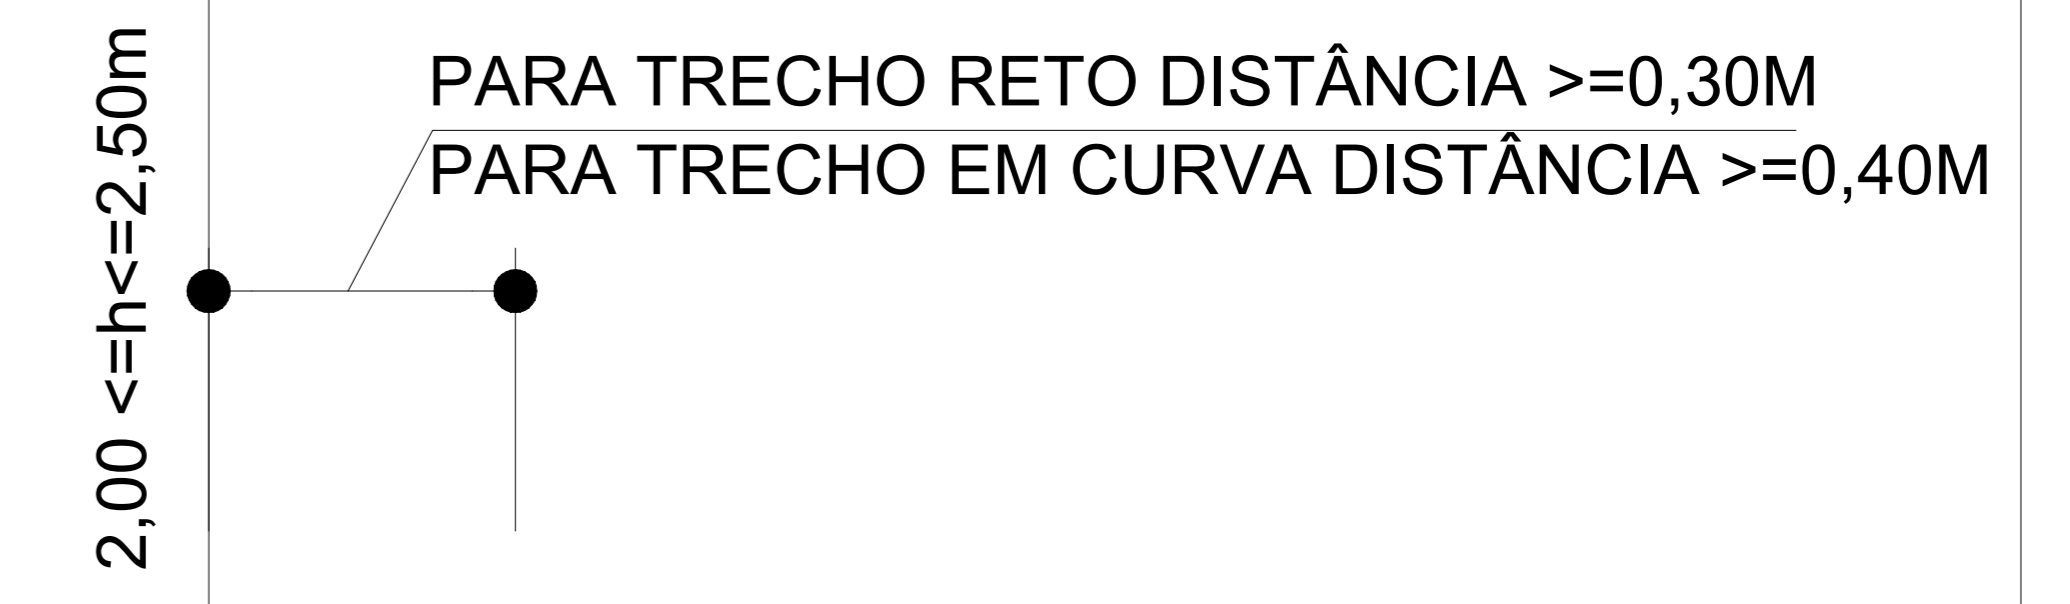 PARA TRECHO RETO DISTÂNCIA >=0,30M
PARA TRECHO EM CURVA DISTÂNCIA >=0,40M
2,00 <=h<=2,50m